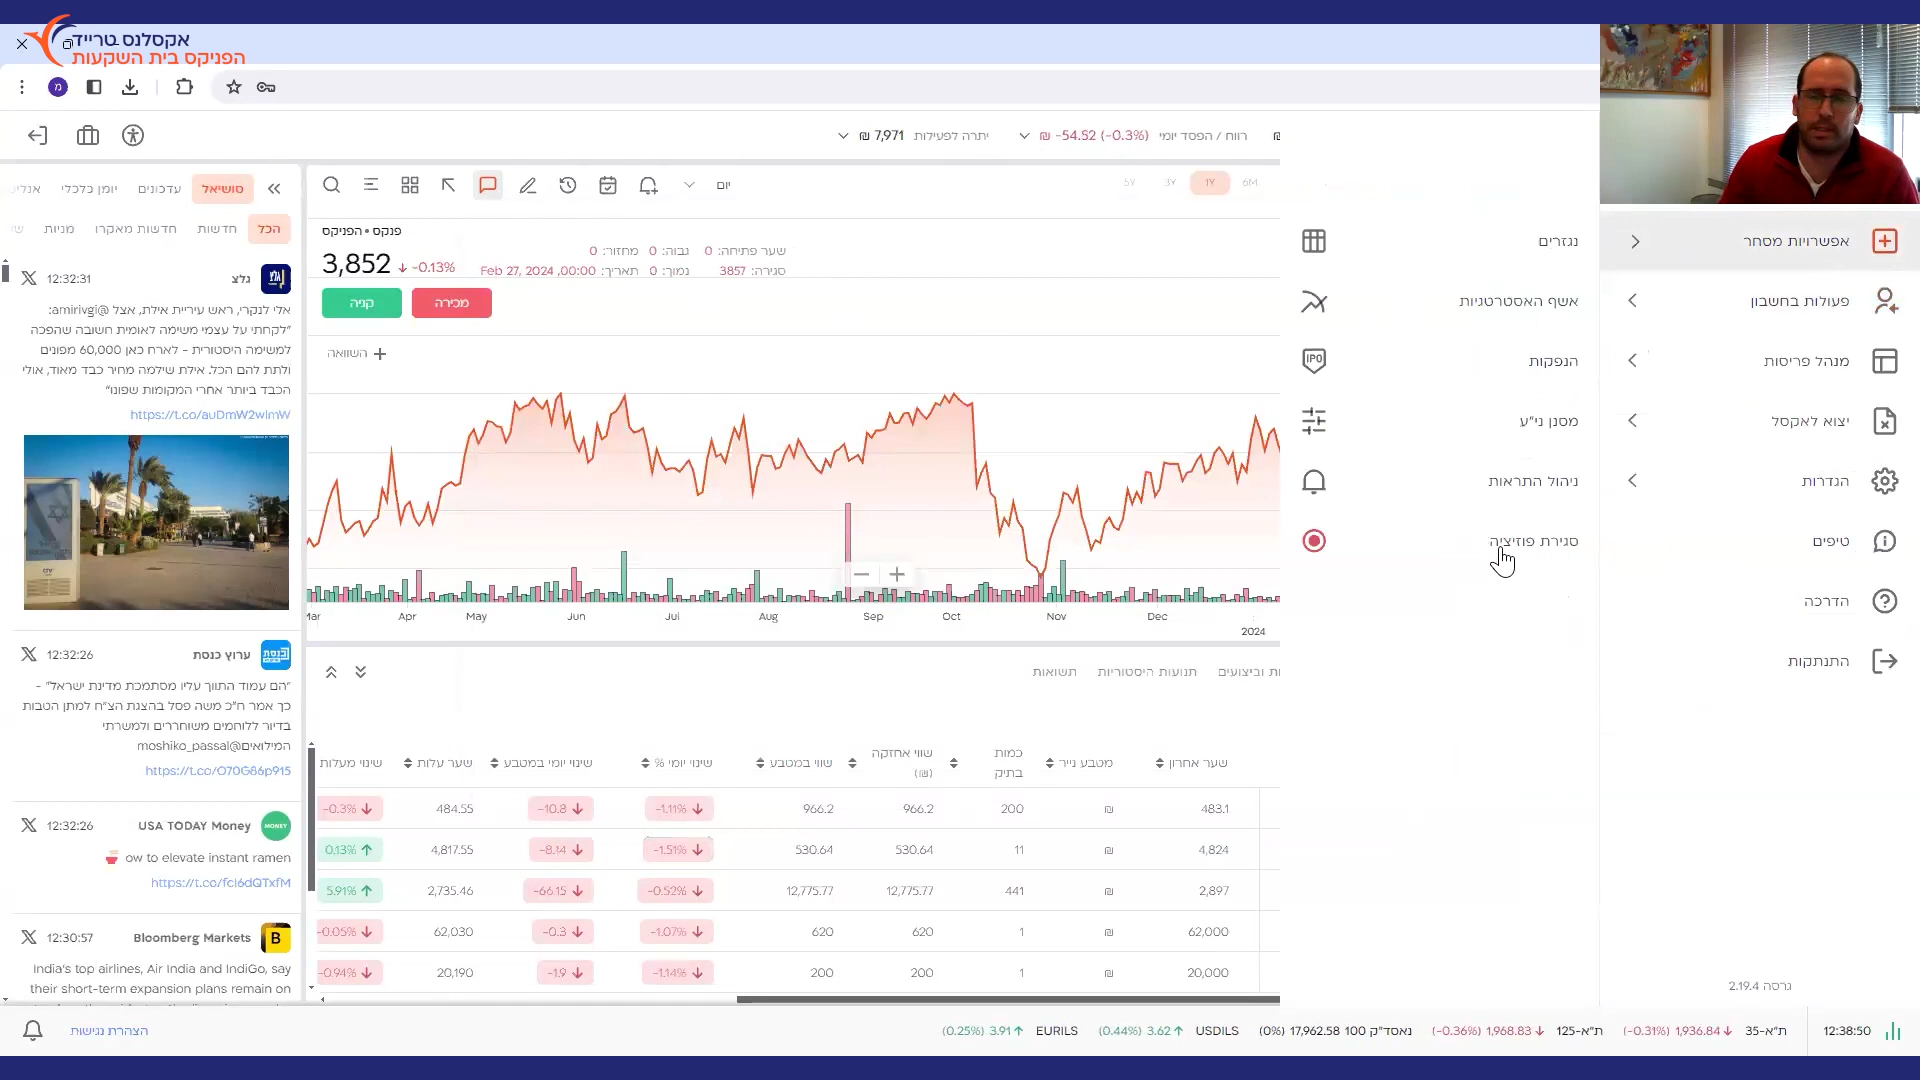 אקסלנס טרייד
הפניקס בית השקעות
רווח / הפסד יומי ₪ -54.52 (-0.3%)
יתרה לפעילות ₪ 7,971
אפשרויות מסחר
פעולות בחשבון
מנהל פריסות
יצוא לאקסל
הגדרות
טיפים
הדרכה
התנתקות
גרסה 2.19.4
נגזרים
אשף האסטרטגיות
הנפקות
IPO
מסנן ני״ע
ניהול התראות
סגירת פוזיציה
5Y 3Y 1Y 6M
יום
פנקס • הפניקס
3,852 -0.13%
שער פתיחה: 0 גבוה: 0 מחזור: 0
סגירה: 3857 נמוך: 0 תאריך: Feb 27, 2024 ,00:00
קניה
מכירה
השוואה
Mar Apr May Jun Jul Aug Sep Oct Nov Dec
2024
תנועות היסטוריות
תשואות
שער אחרון מטבע נייר כמות בתיק שווי אחזקה (₪) שווי במטבע שינוי יומי % שינוי יומי במטבע שער עלות שינוי מעלות
483.1 ₪ 200 966.2 966.2 -1.11% -10.8 484.55 -0.3%
4,824 ₪ 11 530.64 530.64 -1.51% -8.14 4,817.55 0.13%
2,897 ₪ 441 12,775.77 12,775.77 -0.52% -66.15 2,735.46 5.91%
62,000 ₪ 1 620 620 -1.07% -0.3 62,030 -0.05%
20,000 ₪ 1 200 200 -1.14% -1.9 20,190 -0.94%
סושיאל עדכונים יומן כלכלי
הכל חדשות חדשות מאקרו מניות
גלצ 12:32:31
אלי לנקרי, ראש עיריית אילת, אצל @amirivgi:
"לקחתי על עצמי משימה לאומית חשובה שהפכה
למשימה היסטורית - לארח כאן 60,000 מפונים
ולתת להם הכל. אילת שילמה מחיר כבד מאוד, אולי
הכבד ביותר אחרי המקומות שפונו"
https://t.co/auDmW2wImW
ערוץ כנסת 12:32:26
"הם עמוד התווך עליו מסתמכת מדינת ישראל" -
כך אמר ח"כ משה פסל בהצגת הצ"ח למתן הטבות
בדיור ללוחמים משוחררים ולמשרתי
המילואים@moshiko_passal
https://t.co/O70G86p915
USA TODAY Money 12:32:26
MONEY
ow to elevate instant ramen
https://t.co/fcI6dQTxfM
Bloomberg Markets 12:30:57
B
India's top airlines, Air India and IndiGo, say
their short-term expansion plans remain on
12:38:50
ת״א-35 1,936.84 (-0.31%)
ת״א-125 1,968.83 (-0.36%)
נאסד״ק 100 17,962.58 (0%)
USDILS 3.62 (0.44%)
EURILS 3.91 (0.25%)
הצהרת נגישות